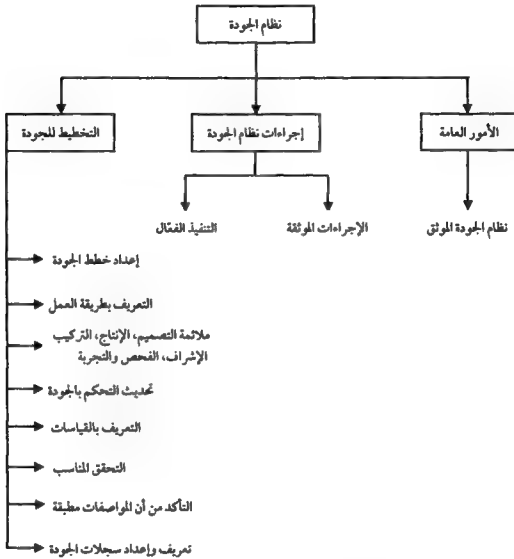 نظام الجودة
الأمور العامة
إجراءات نظام الجودة
التخطيط للجودة
نظام الجودة الموثق
الإجراءات الموثقة
التنفيذ الفعّال
إعداد خطط الجودة
التعريف بطريقة العمل
ملائمة التصميم، الإنتاج، التركيب
الإشراف، الفحص والتجربة
تحديث التحكم بالجودة
التعريف بالقياسات
التحقق المناسب
التأكد من أن المواصفات مطبقة
تعريف وإعداد سجلات الجودة